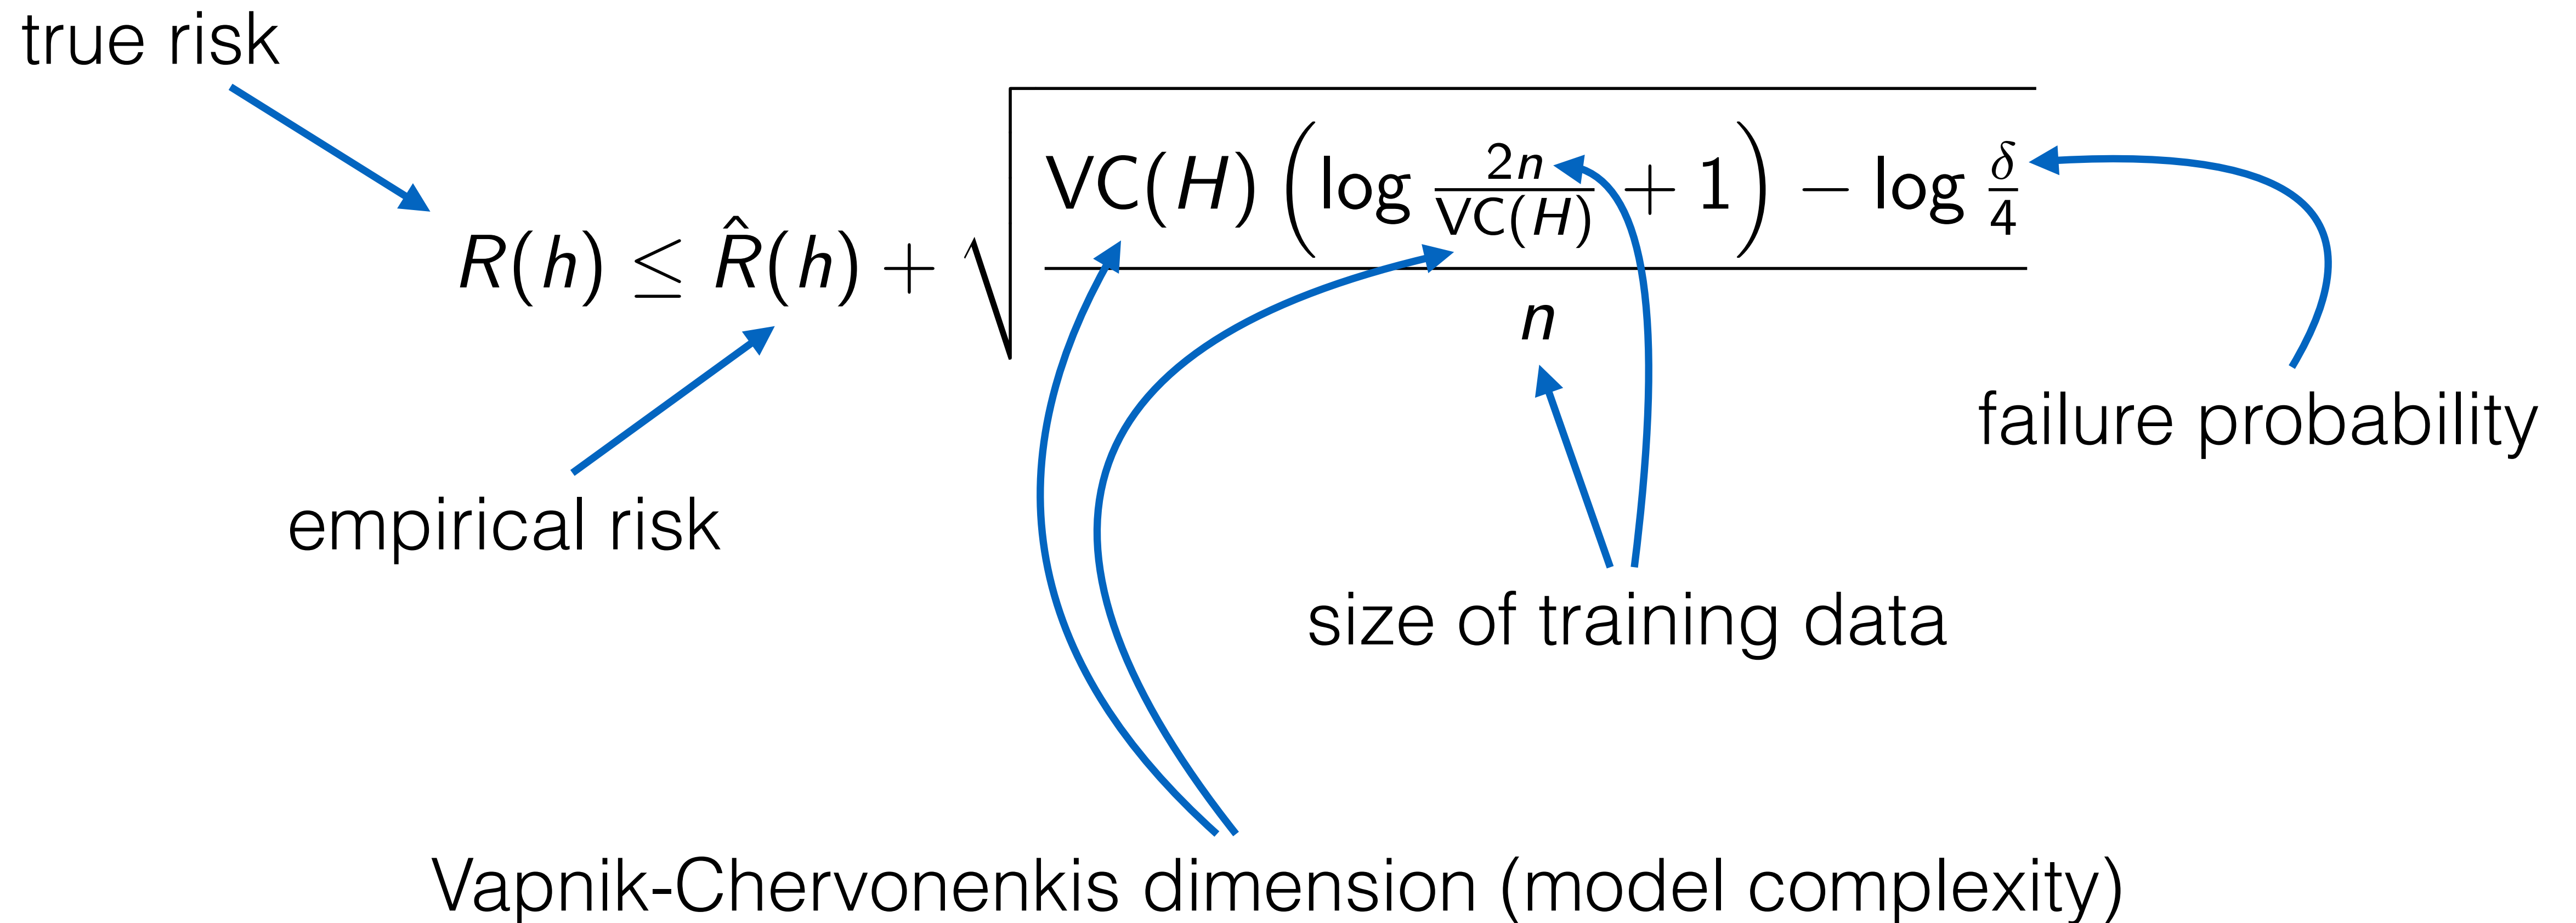 true risk
R(h) ≤ R̂(h) + √((VC(H) (log 2n/VC(H) + 1) − log δ/4)/n)
failure probability
empirical risk
size of training data
Vapnik-Chervonenkis dimension (model complexity)